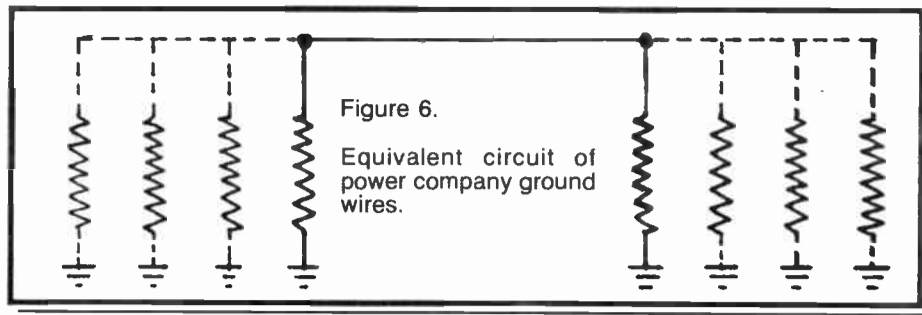 Figure 6.
Equivalent circuit of
power company ground
wires.